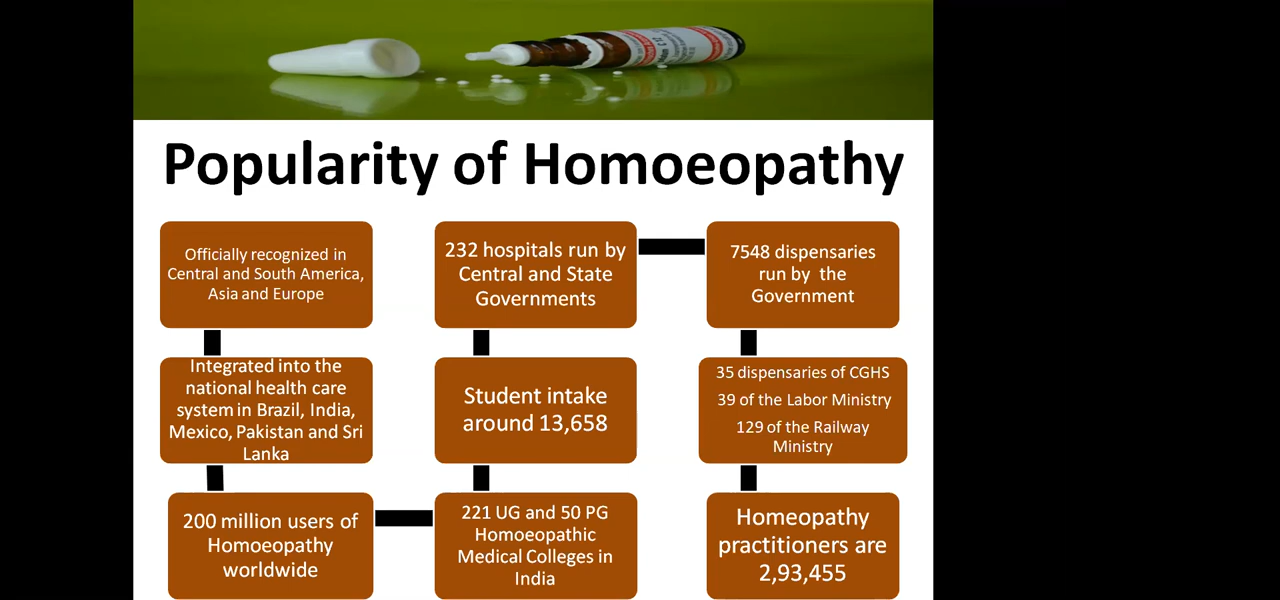 Popularity of Homoeopathy
Officially recognized in
Central and South America,
Asia and Europe
Integrated into the
national health care
system in Brazil, India,
Mexico, Pakistan and Sri
Lanka
200 million users of
Homoeopathy
worldwide
221 UG and 50 PG
Homoeopathic
Medical Colleges in
India
Student intake
around 13,658
232 hospitals run by
Central and State
Governments
7548 dispensaries
run by the
Government
35 dispensaries of CGHS
39 of the Labor Ministry
129 of the Railway
Ministry
Homeopathy
practitioners are
2,93,455